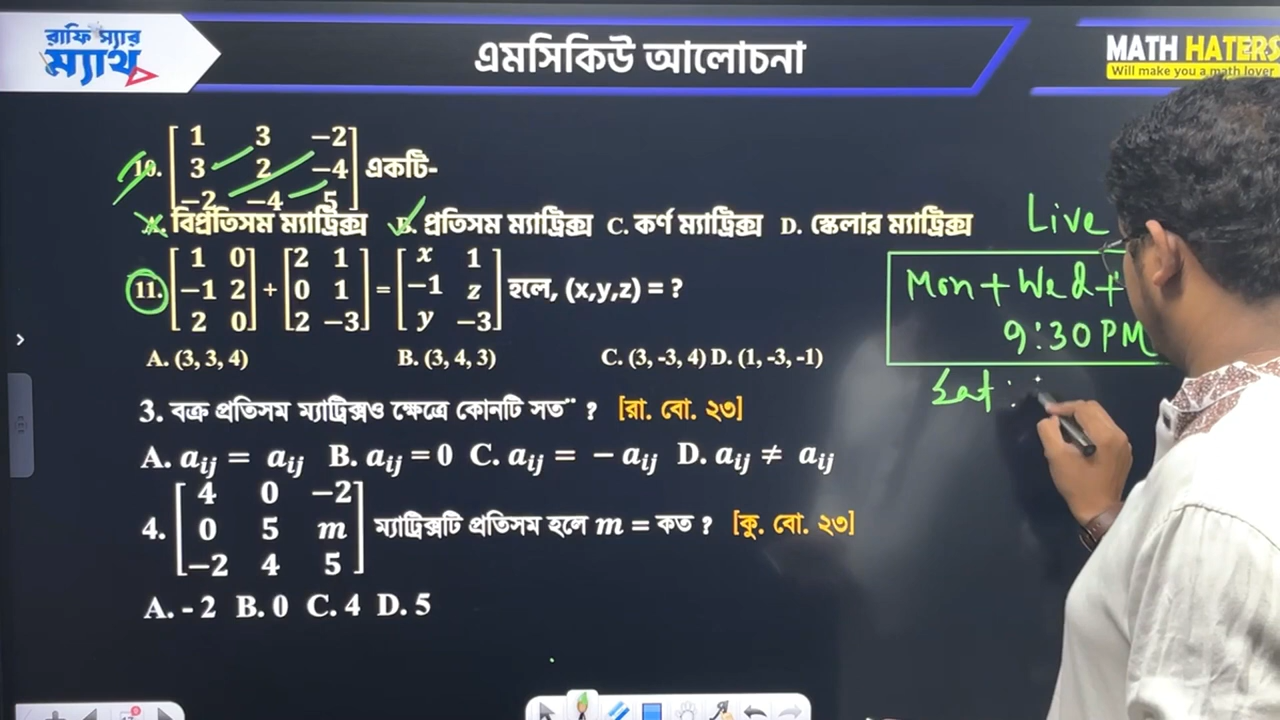 রাফি স্যার
ম্যাথ
এমসিকিউ আলোচনা
MATH HATERS
Will make you a math lover
10. [1 3 −2
3 2 −4
−2 −4 5] একটি-
A. বিপ্রতিসম ম্যাট্রিক্স B. প্রতিসম ম্যাট্রিক্স C. কর্ণ ম্যাট্রিক্স D. স্কেলার ম্যাট্রিক্স
Live
11. [1 0
−1 2
2 0] + [2 1
0 1
2 −3] = [x 1
−1 z
y −3] হলে, (x,y,z) = ?
Mon + Wed +
9:30 PM
A. (3, 3, 4) B. (3, 4, 3) C. (3, -3, 4) D. (1, -3, -1)
Sat
3. বক্র প্রতিসম ম্যাট্রিক্সও ক্ষেত্রে কোনটি সত¨ ? [রা. বো. ২৩]
A. aij = aij B. aij = 0 C. aij = − aij D. aij ≠ aij
4. [4 0 −2
0 5 m
−2 4 5] ম্যাট্রিক্সটি প্রতিসম হলে m = কত ? [কু. বো. ২৩]
A. - 2 B. 0 C. 4 D. 5